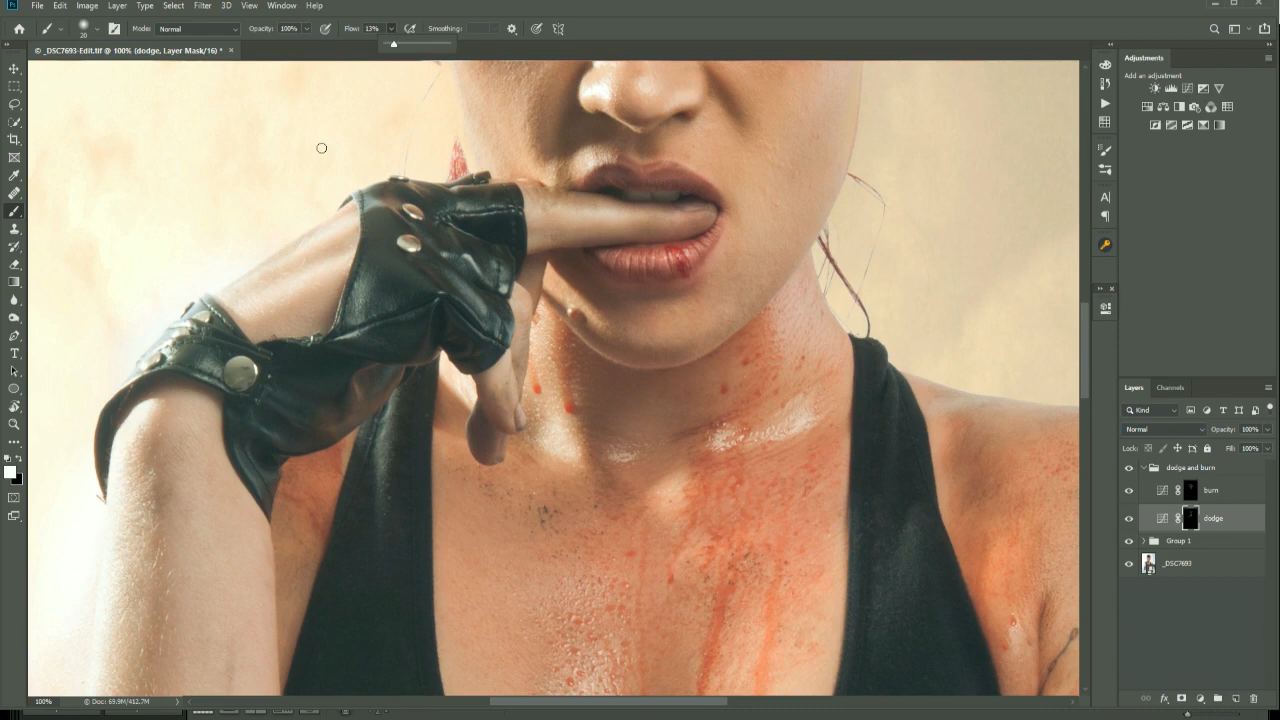 Ps File Edit Image Layer Type Select Filter 3D View Window Help
20 Mode: Normal Opacity: 100% Flow: 13% Smoothing:
© _DSC7693-Edit.tif @ 100% (dodge, Layer Mask/16) * ×
Adjustments
Add an adjustment
Layers Channels
Kind
Normal Opacity: 100%
Lock: Fill: 100%
dodge and burn
burn
dodge
Group 1
_DSC7693
100% © Doc: 69.9M/412.7M